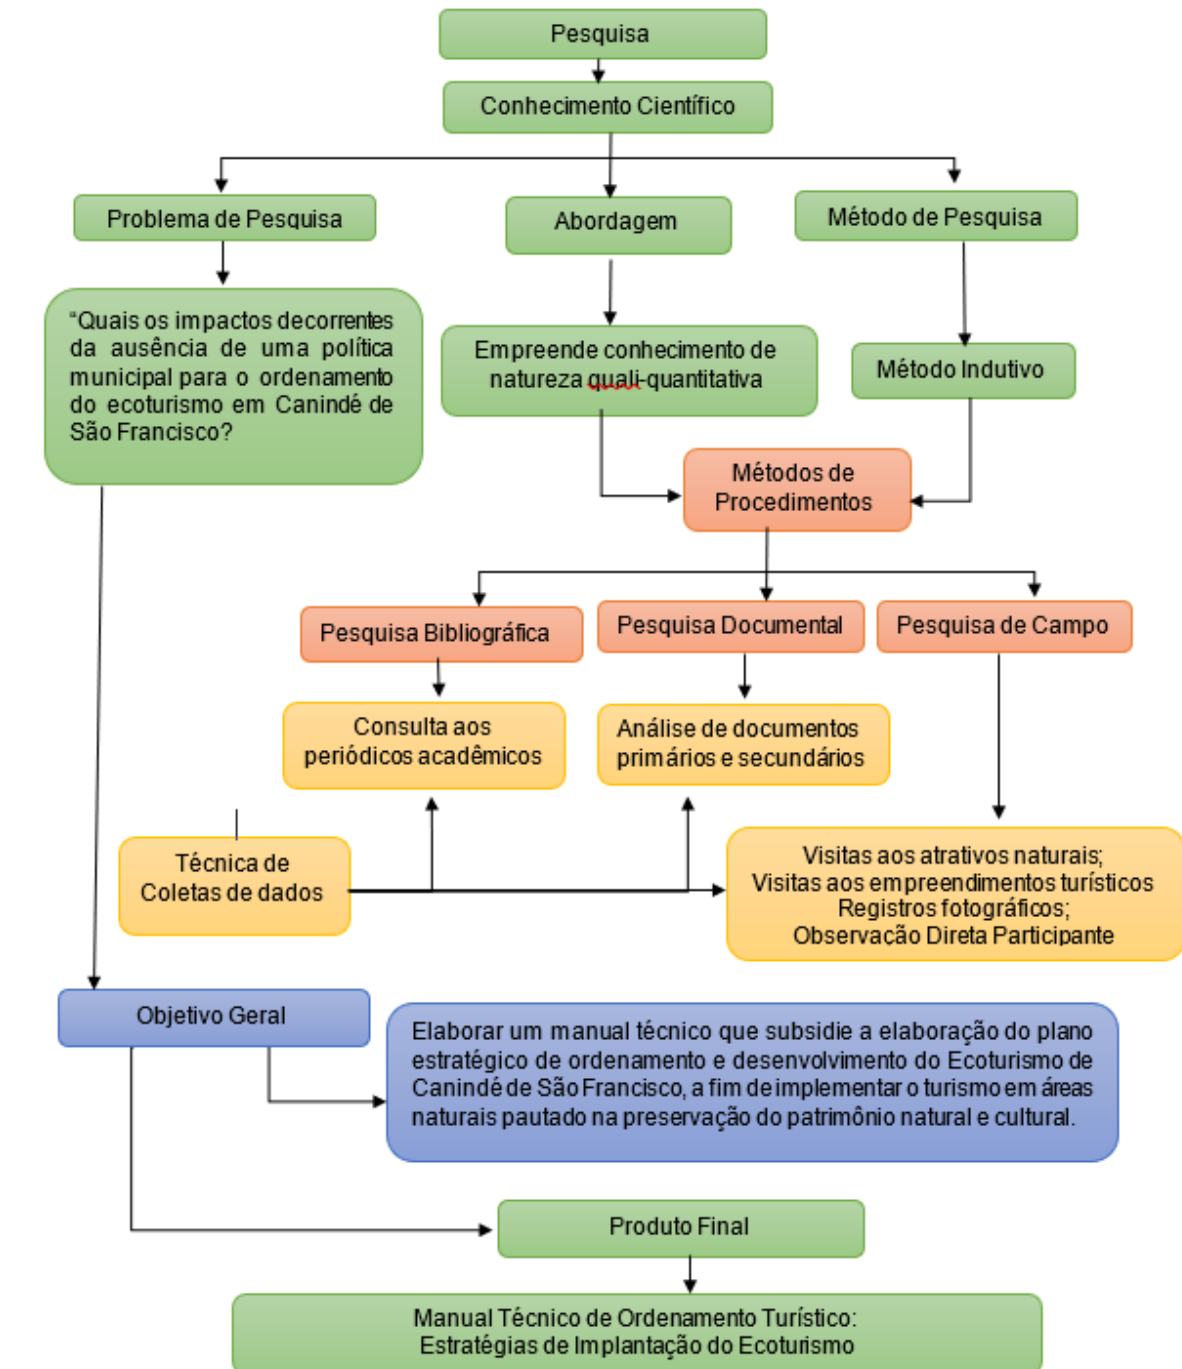 Pesquisa
Conhecimento Científico
Problema de Pesquisa
Abordagem
Método de Pesquisa
“Quais os impactos decorrentes
da ausência de uma política
municipal para o ordenamento
do ecoturismo em Canindé de
São Francisco?
Empreende conhecimento de
natureza quali-quantitativa
Método Indutivo
Métodos de
Procedimentos
Pesquisa Bibliográfica
Pesquisa Documental
Pesquisa de Campo
Consulta aos
periódicos acadêmicos
Análise de documentos
primários e secundários
Técnica de
Coletas de dados
Visitas aos atrativos naturais;
Visitas aos empreendimentos turísticos
Registros fotográficos;
Observação Direta Participante
Objetivo Geral
Elaborar um manual técnico que subsidie a elaboração do plano
estratégico de ordenamento e desenvolvimento do Ecoturismo de
Canindé de São Francisco, a fim de implementar o turismo em áreas
naturais pautado na preservação do patrimônio natural e cultural.
Produto Final
Manual Técnico de Ordenamento Turístico:
Estratégias de Implantação do Ecoturismo